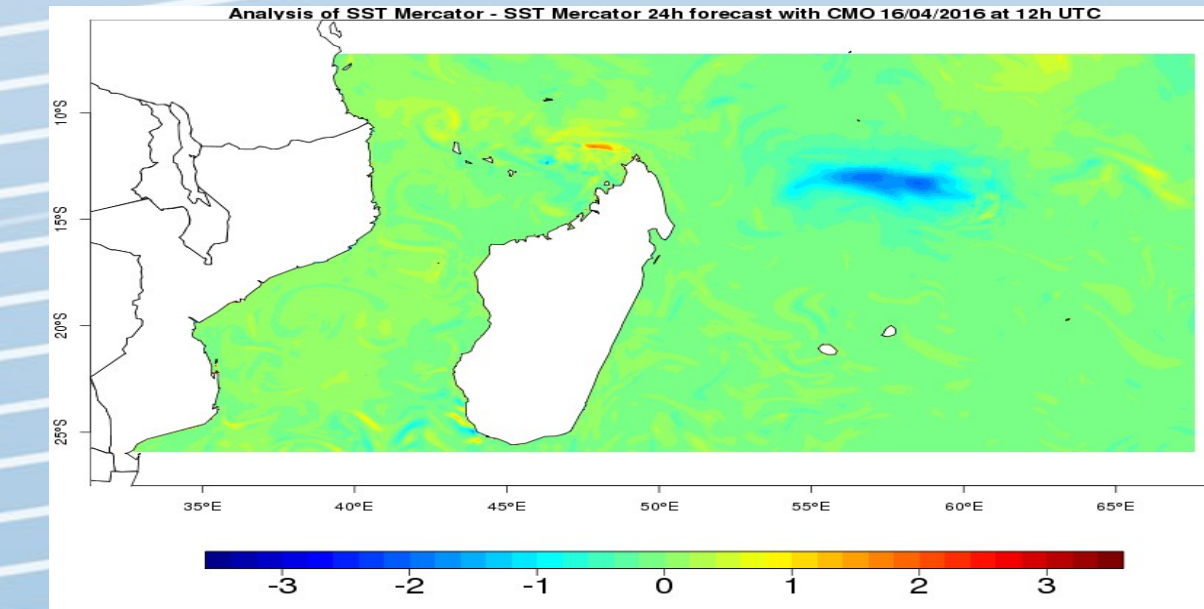 Analysis of SST Mercator - SST Mercator 24h forecast with CMO 16/04/2016 at 12h UTC
10°S
15°S
20°S
25°S
35°E 40°E 45°E 50°E 55°E 60°E 65°E
-3 -2 -1 0 1 2 3